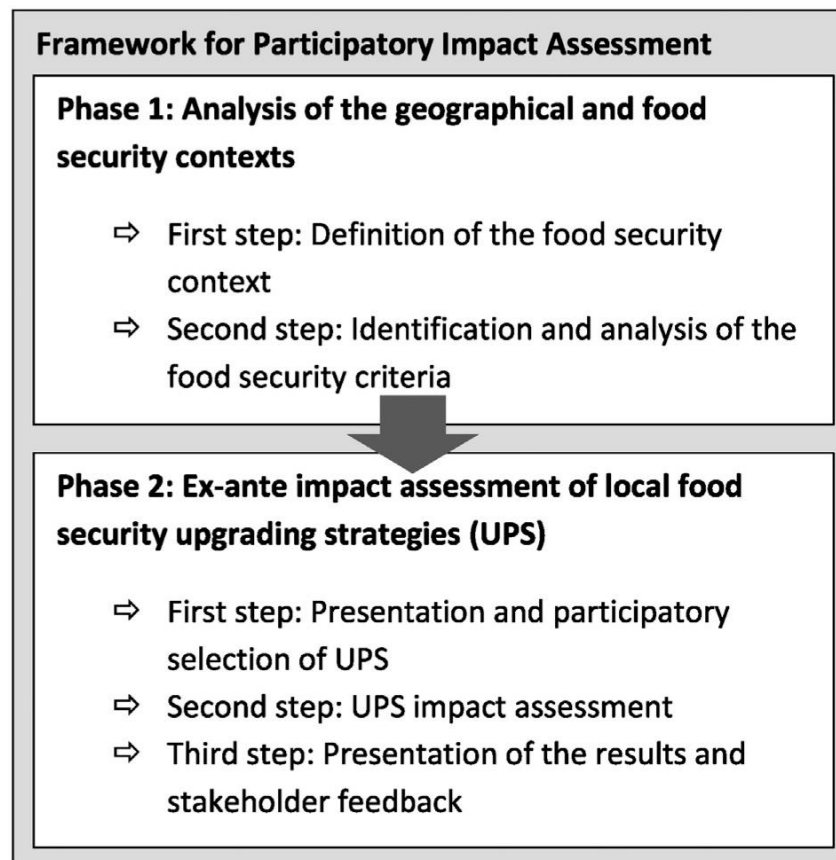 Framework for Participatory Impact Assessment
Phase 1: Analysis of the geographical and food
security contexts
⇨ First step: Definition of the food security
context
⇨ Second step: Identification and analysis of the
food security criteria
Phase 2: Ex-ante impact assessment of local food
security upgrading strategies (UPS)
⇨ First step: Presentation and participatory
selection of UPS
⇨ Second step: UPS impact assessment
⇨ Third step: Presentation of the results and
stakeholder feedback